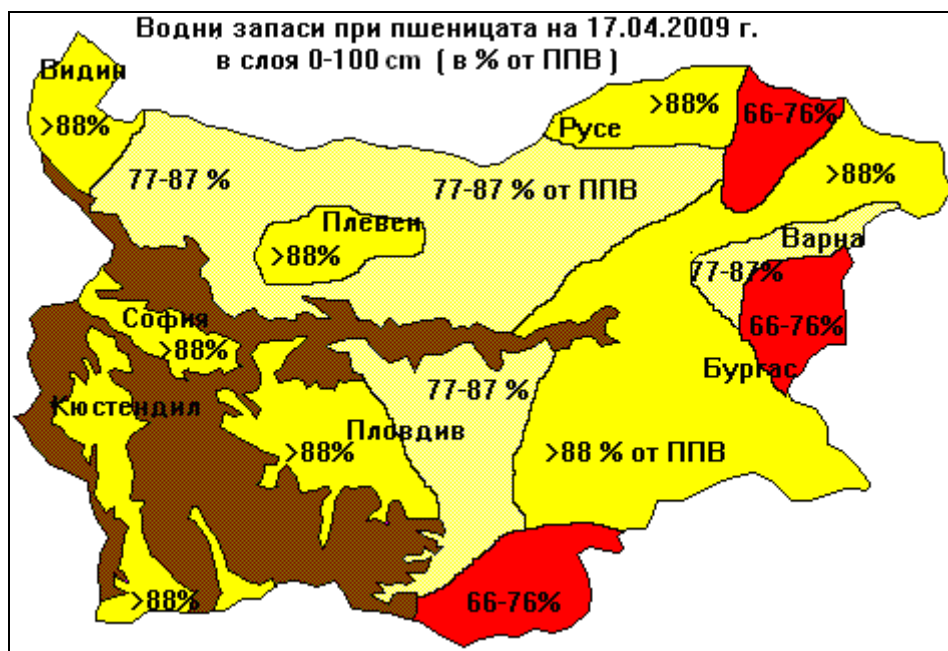 Водни запаси при пшеницата на 17.04.2009 г.
в слоя 0-100 cm ( в % от ППВ )
Видин
>88%
>88%
66-76%
Русе
77-87 %
77-87 % от ППВ
>88%
Плевен
>88%
Варна
77-87%
София
>88%
66-76%
Бургас
77-87 %
Кюстендил
Пловдив
>88%
>88 % от ППВ
>88%
66-76%